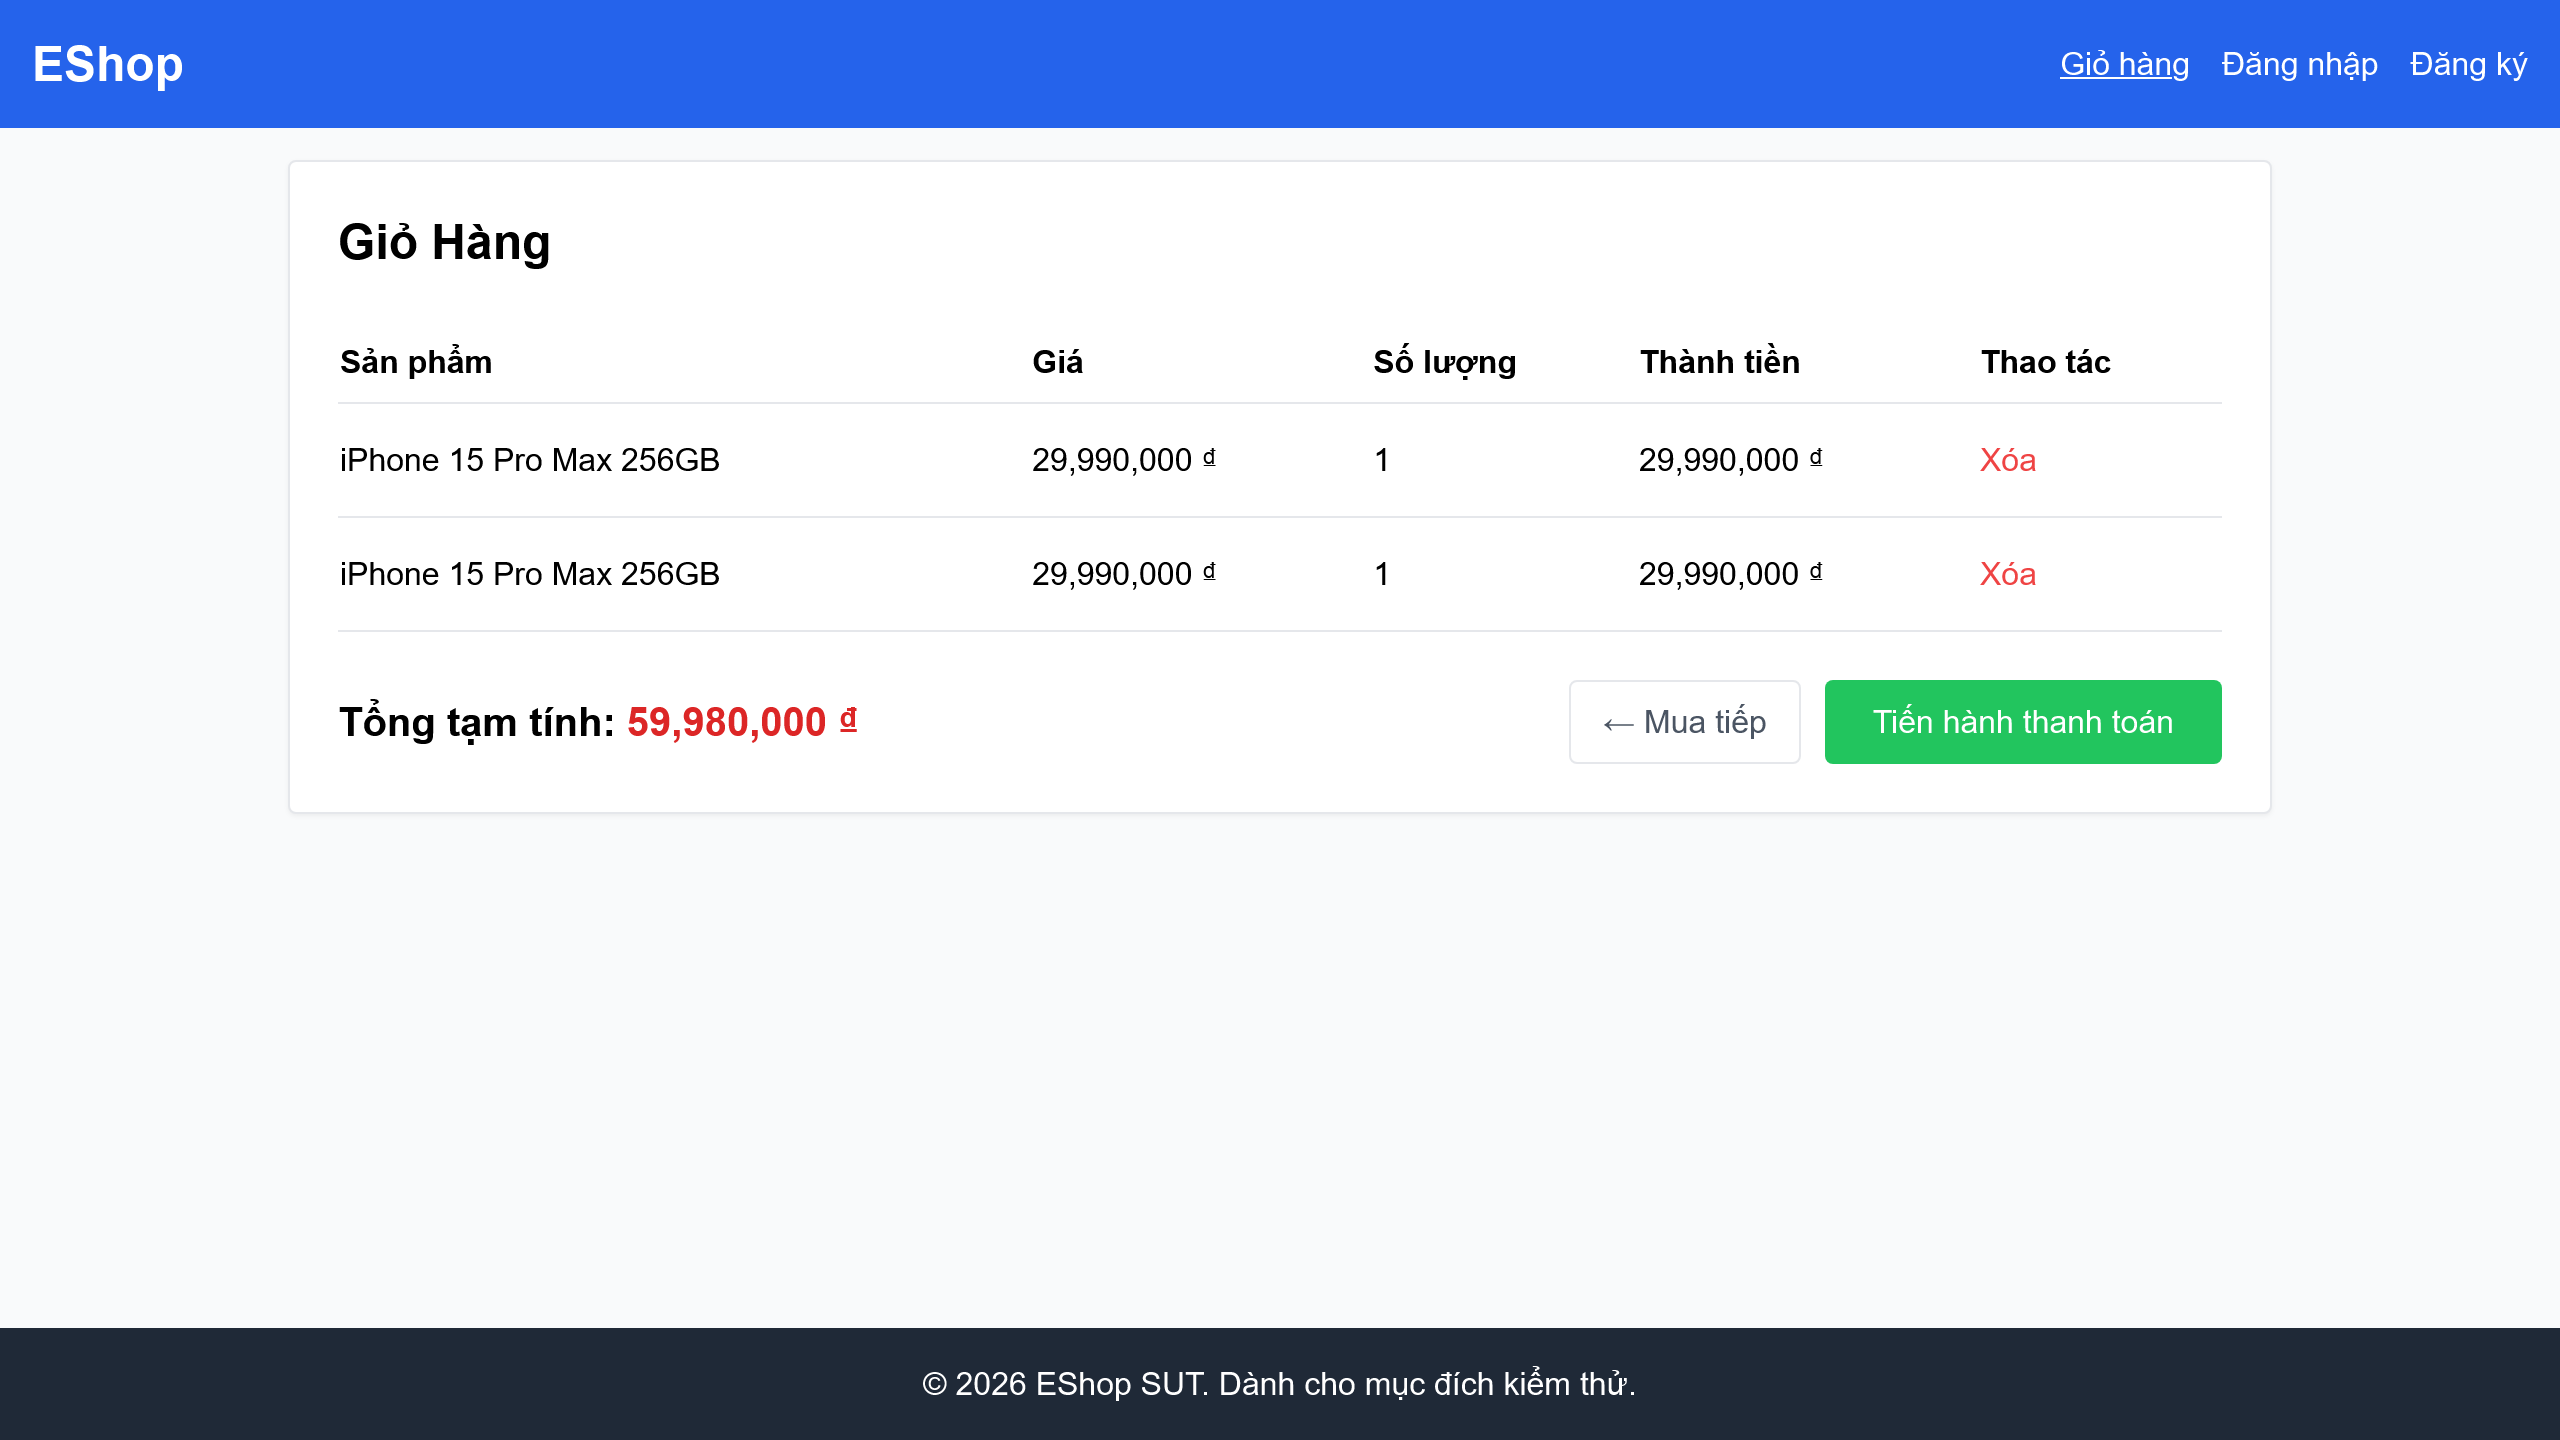 EShop
Giỏ hàng Đăng nhập Đăng ký
Giỏ Hàng
Sản phẩm Giá Số lượng Thành tiền Thao tác
iPhone 15 Pro Max 256GB 29,990,000 ₫ 1 29,990,000 ₫ Xóa
iPhone 15 Pro Max 256GB 29,990,000 ₫ 1 29,990,000 ₫ Xóa
Tổng tạm tính: 59,980,000 ₫ ← Mua tiếp Tiến hành thanh toán
© 2026 EShop SUT. Dành cho mục đích kiểm thử.